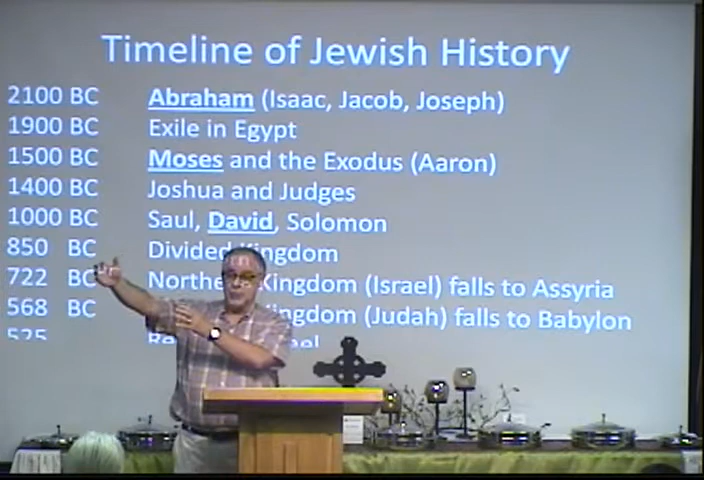 Timeline of Jewish History
2100 BC Abraham (Isaac, Jacob, Joseph)
1900 BC Exile in Egypt
1500 BC Moses and the Exodus (Aaron)
1400 BC Joshua and Judges
1000 BC Saul, David, Solomon
850 BC Divided Kingdom
722 BC Northe Kingdom (Israel) falls to Assyria
568 BC Kingdom (Judah) falls to Babylon
525